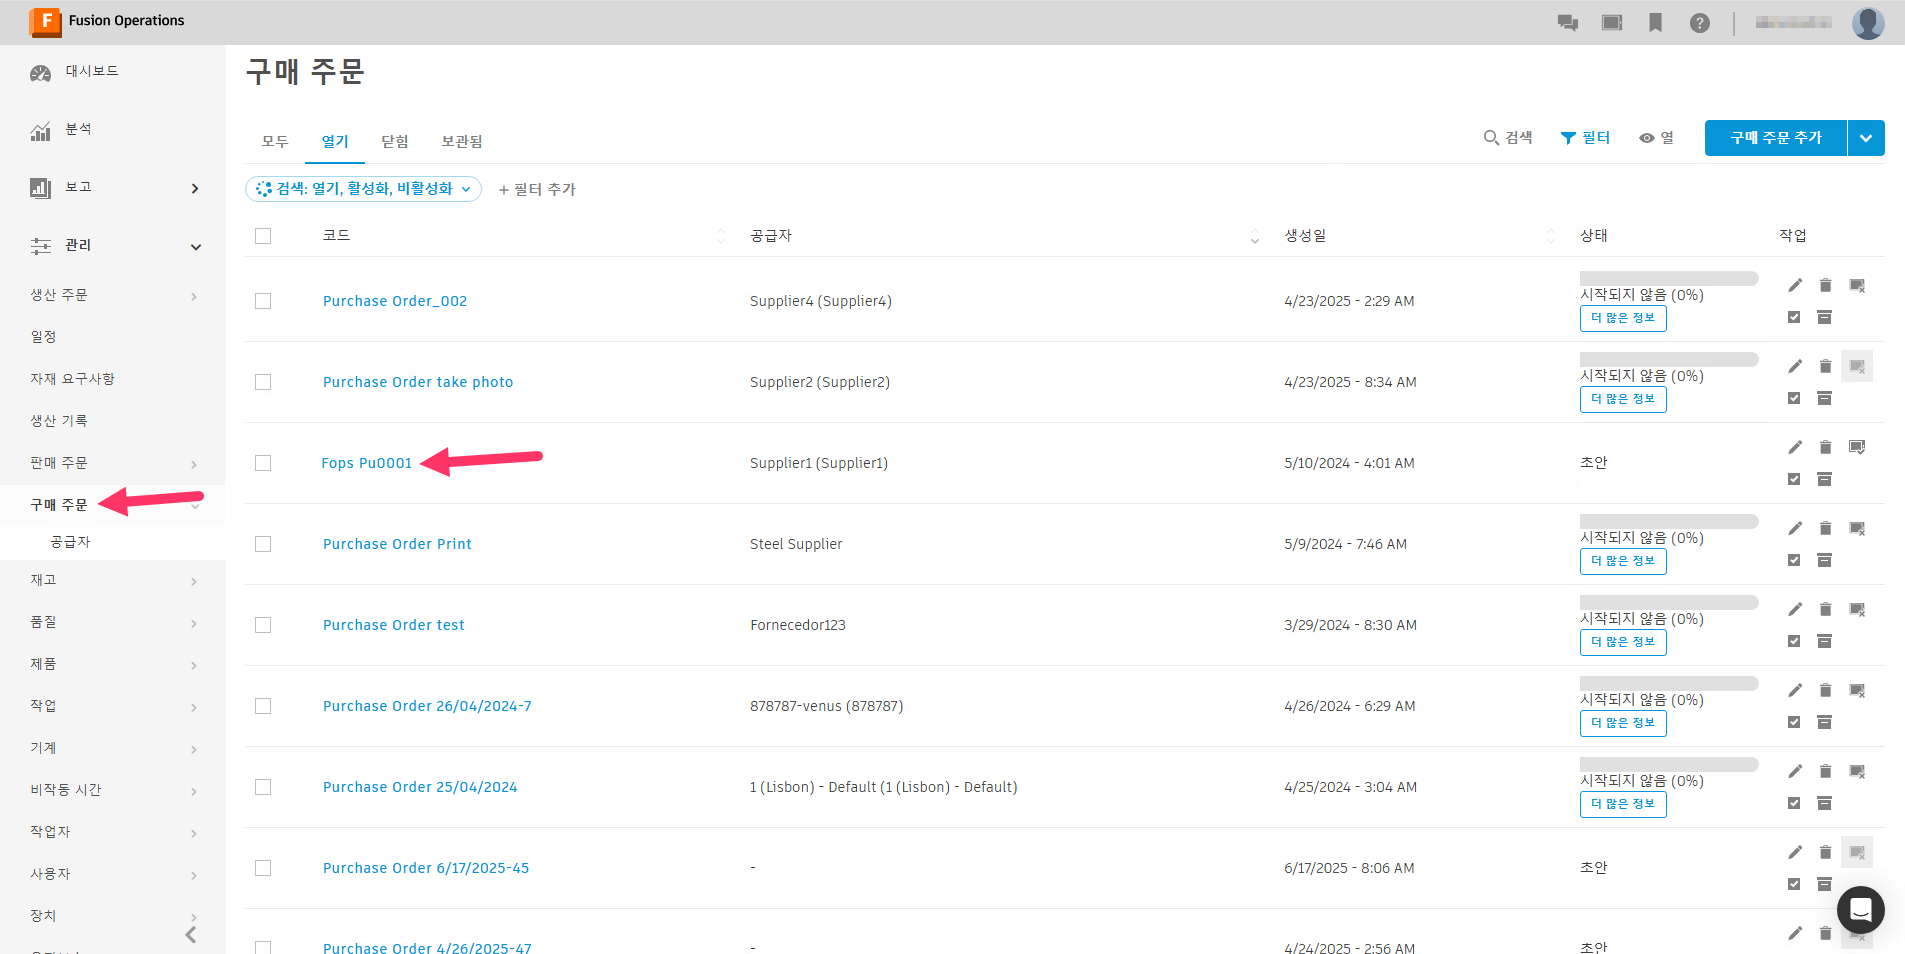 Fusion Operations
대시보드
분석
보고
관리
생산 주문
일정
자재 요구사항
생산 기록
판매 주문
구매 주문
공급자
재고
품질
제품
작업
기계
비작동 시간
작업자
사용자
장치
구매 주문
모두 열기 닫힘 보관됨
검색 필터 열 구매 주문 추가
검색: 열기, 활성화, 비활성화 + 필터 추가
코드 공급자 생성일 상태 작업
Purchase Order_002 Supplier4 (Supplier4) 4/23/2025 - 2:29 AM 시작되지 않음 (0%)
더 많은 정보
Purchase Order take photo Supplier2 (Supplier2) 4/23/2025 - 8:34 AM 시작되지 않음 (0%)
더 많은 정보
Fops Pu0001 Supplier1 (Supplier1) 5/10/2024 - 4:01 AM 초안
Purchase Order Print Steel Supplier 5/9/2024 - 7:46 AM 시작되지 않음 (0%)
더 많은 정보
Purchase Order test Fornecedor123 3/29/2024 - 8:30 AM 시작되지 않음 (0%)
더 많은 정보
Purchase Order 26/04/2024-7 878787-venus (878787) 4/26/2024 - 6:29 AM 시작되지 않음 (0%)
더 많은 정보
Purchase Order 25/04/2024 1 (Lisbon) - Default (1 (Lisbon) - Default) 4/25/2024 - 3:04 AM 시작되지 않음 (0%)
더 많은 정보
Purchase Order 6/17/2025-45 - 6/17/2025 - 8:06 AM 초안
Purchase Order 4/26/2025-47 - 4/24/2025 - 2:56 AM 초안